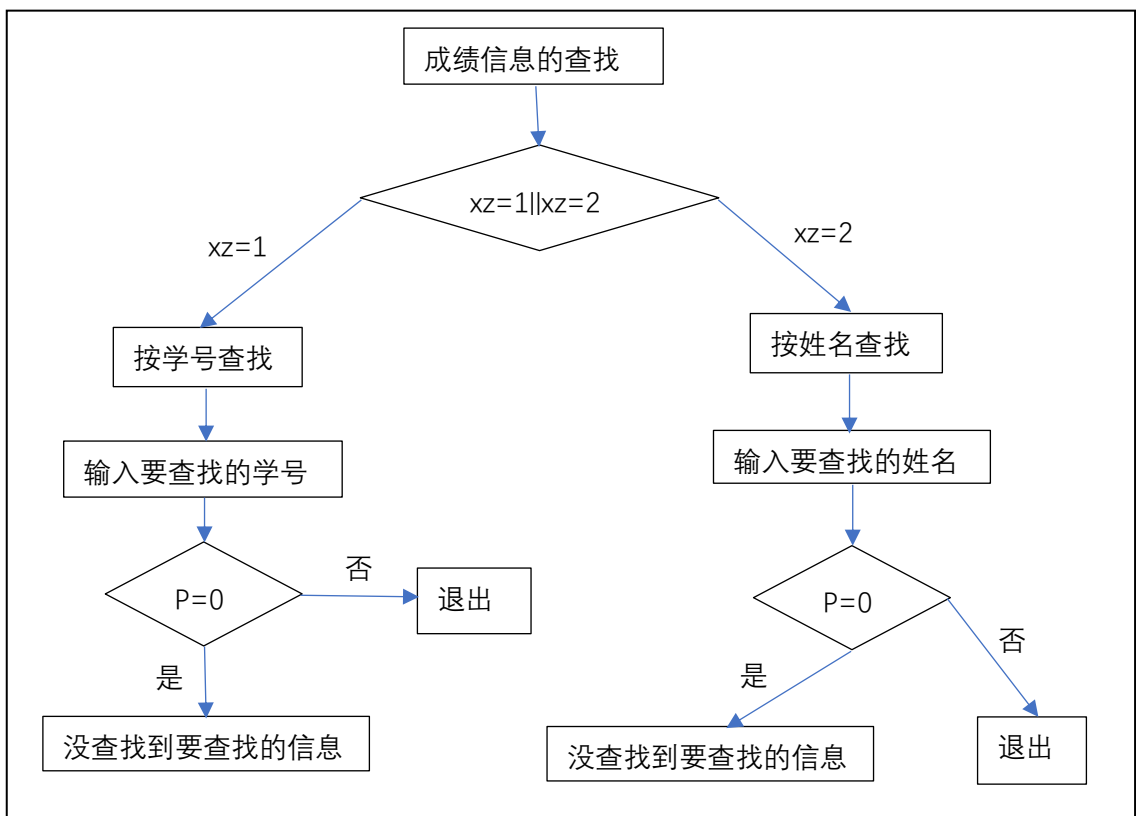 成绩信息的查找
xz=1||xz=2
xz=1
xz=2
按学号查找
按姓名查找
输入要查找的学号
输入要查找的姓名
P=0
否
退出
P=0
否
是
是
没查找到要查找的信息
没查找到要查找的信息
退出